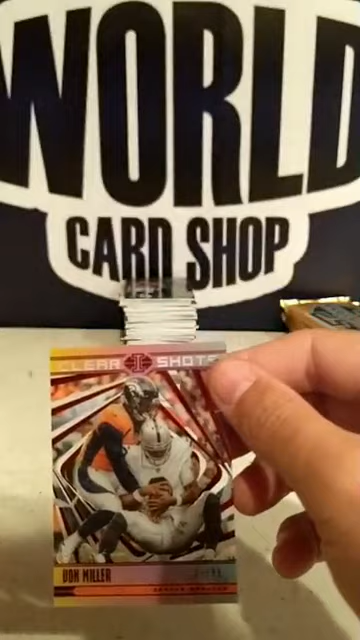 WORLD
CARD SHOP
CLEAR SHOTS
VON MILLER
DENVER BRONCOS